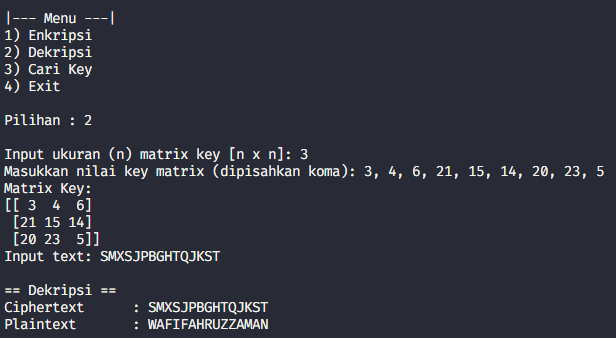 |--- Menu ---|
1) Enkripsi
2) Dekripsi
3) Cari Key
4) Exit
Pilihan : 2
Input ukuran (n) matrix key [n x n]: 3
Masukkan nilai key matrix (dipisahkan koma): 3, 4, 6, 21, 15, 14, 20, 23, 5
Matrix Key:
[[ 3  4  6]
 [21 15 14]
 [20 23  5]]
Input text: SMXSJPBGHTQJKST
== Dekripsi ==
Ciphertext      : SMXSJPBGHTQJKST
Plaintext       : WAFIFAHRUZZAMAN